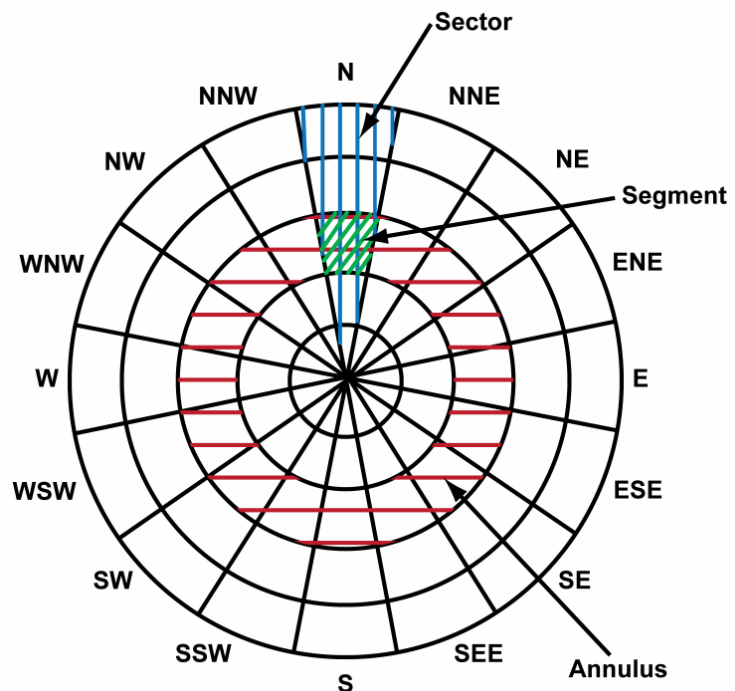 Sector
N
NNW
NNE
NW
NE
Segment
WNW
ENE
W
E
WSW
ESE
SW
SE
SSW
SEE
Annulus
S